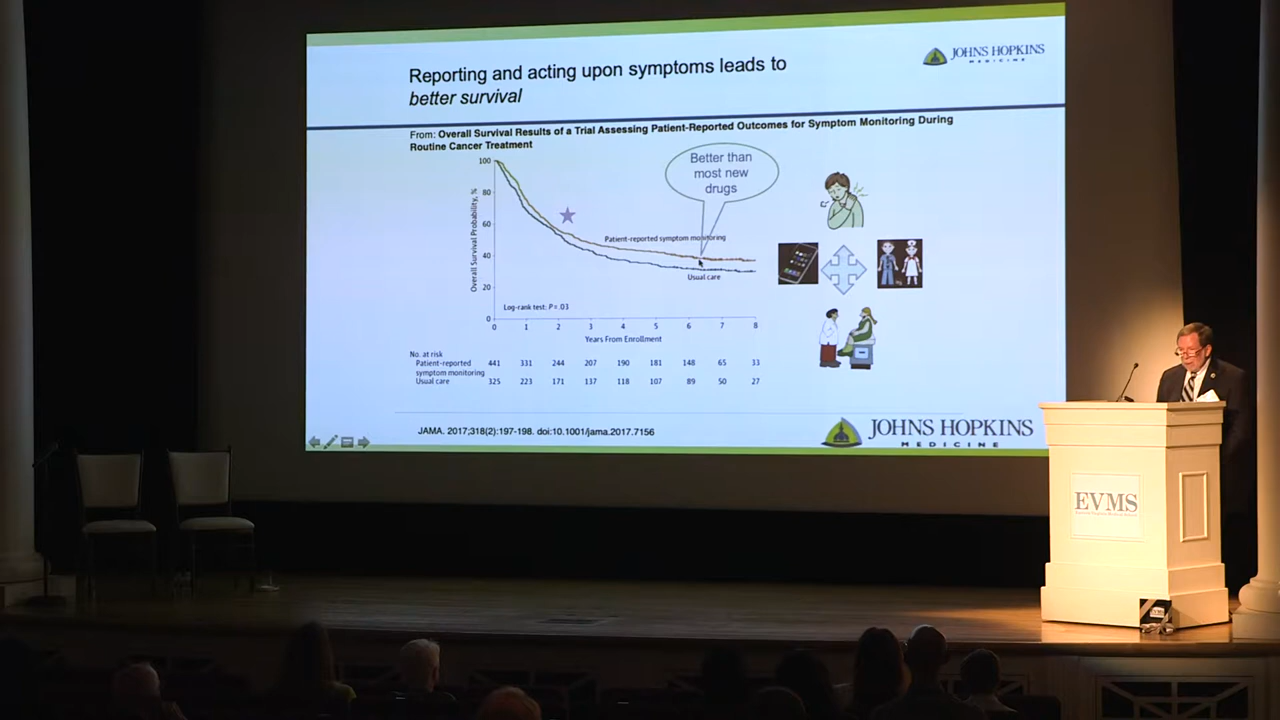 Reporting and acting upon symptoms leads to
better survival
JOHNS HOPKINS
MEDICINE
From: Overall Survival Results of a Trial Assessing Patient-Reported Outcomes for Symptom Monitoring During
Routine Cancer Treatment
Better than
most new
drugs
Overall Survival Probability, %
100
80
60
40
20
0
Patient-reported symptom monitoring
Usual care
Log-rank test: P = .03
0 1 2 3 4 5 6 7 8
Years From Enrollment
No. at risk
Patient-reported 441 331 244 207 190 181 148 65 33
symptom monitoring
Usual care 325 223 171 137 118 107 89 50 27
JAMA. 2017;318(2):197-198. doi:10.1001/jama.2017.7156
JOHNS HOPKINS
MEDICINE
EVMS
EVMS